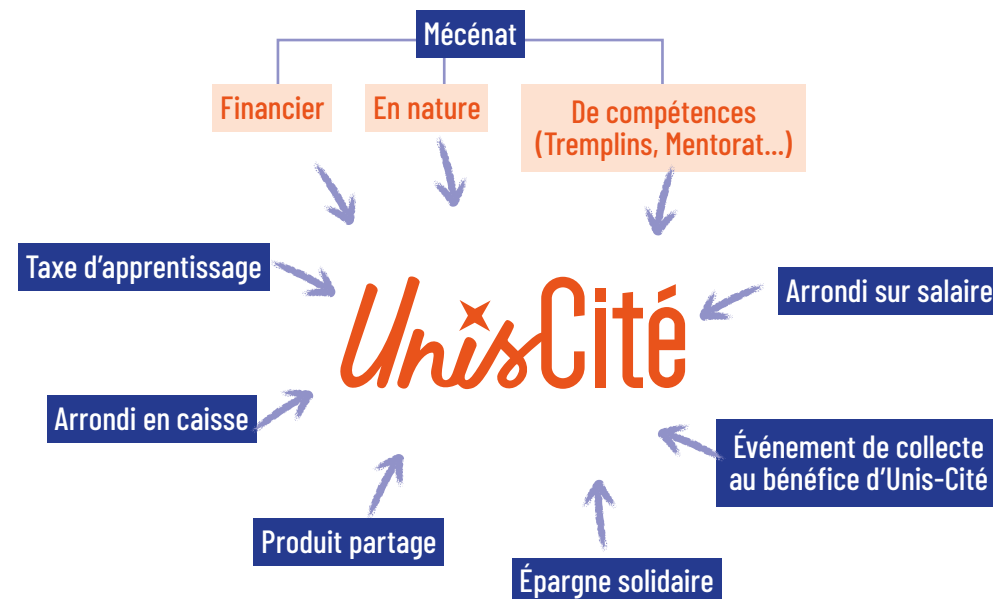 Mécénat
Financier
En nature
De compétences
(Tremplins, Mentorat...)
Taxe d'apprentissage
Arrondi sur salaire
UnisCité
Arrondi en caisse
Événement de collecte
au bénéfice d'Unis-Cité
Produit partage
Épargne solidaire